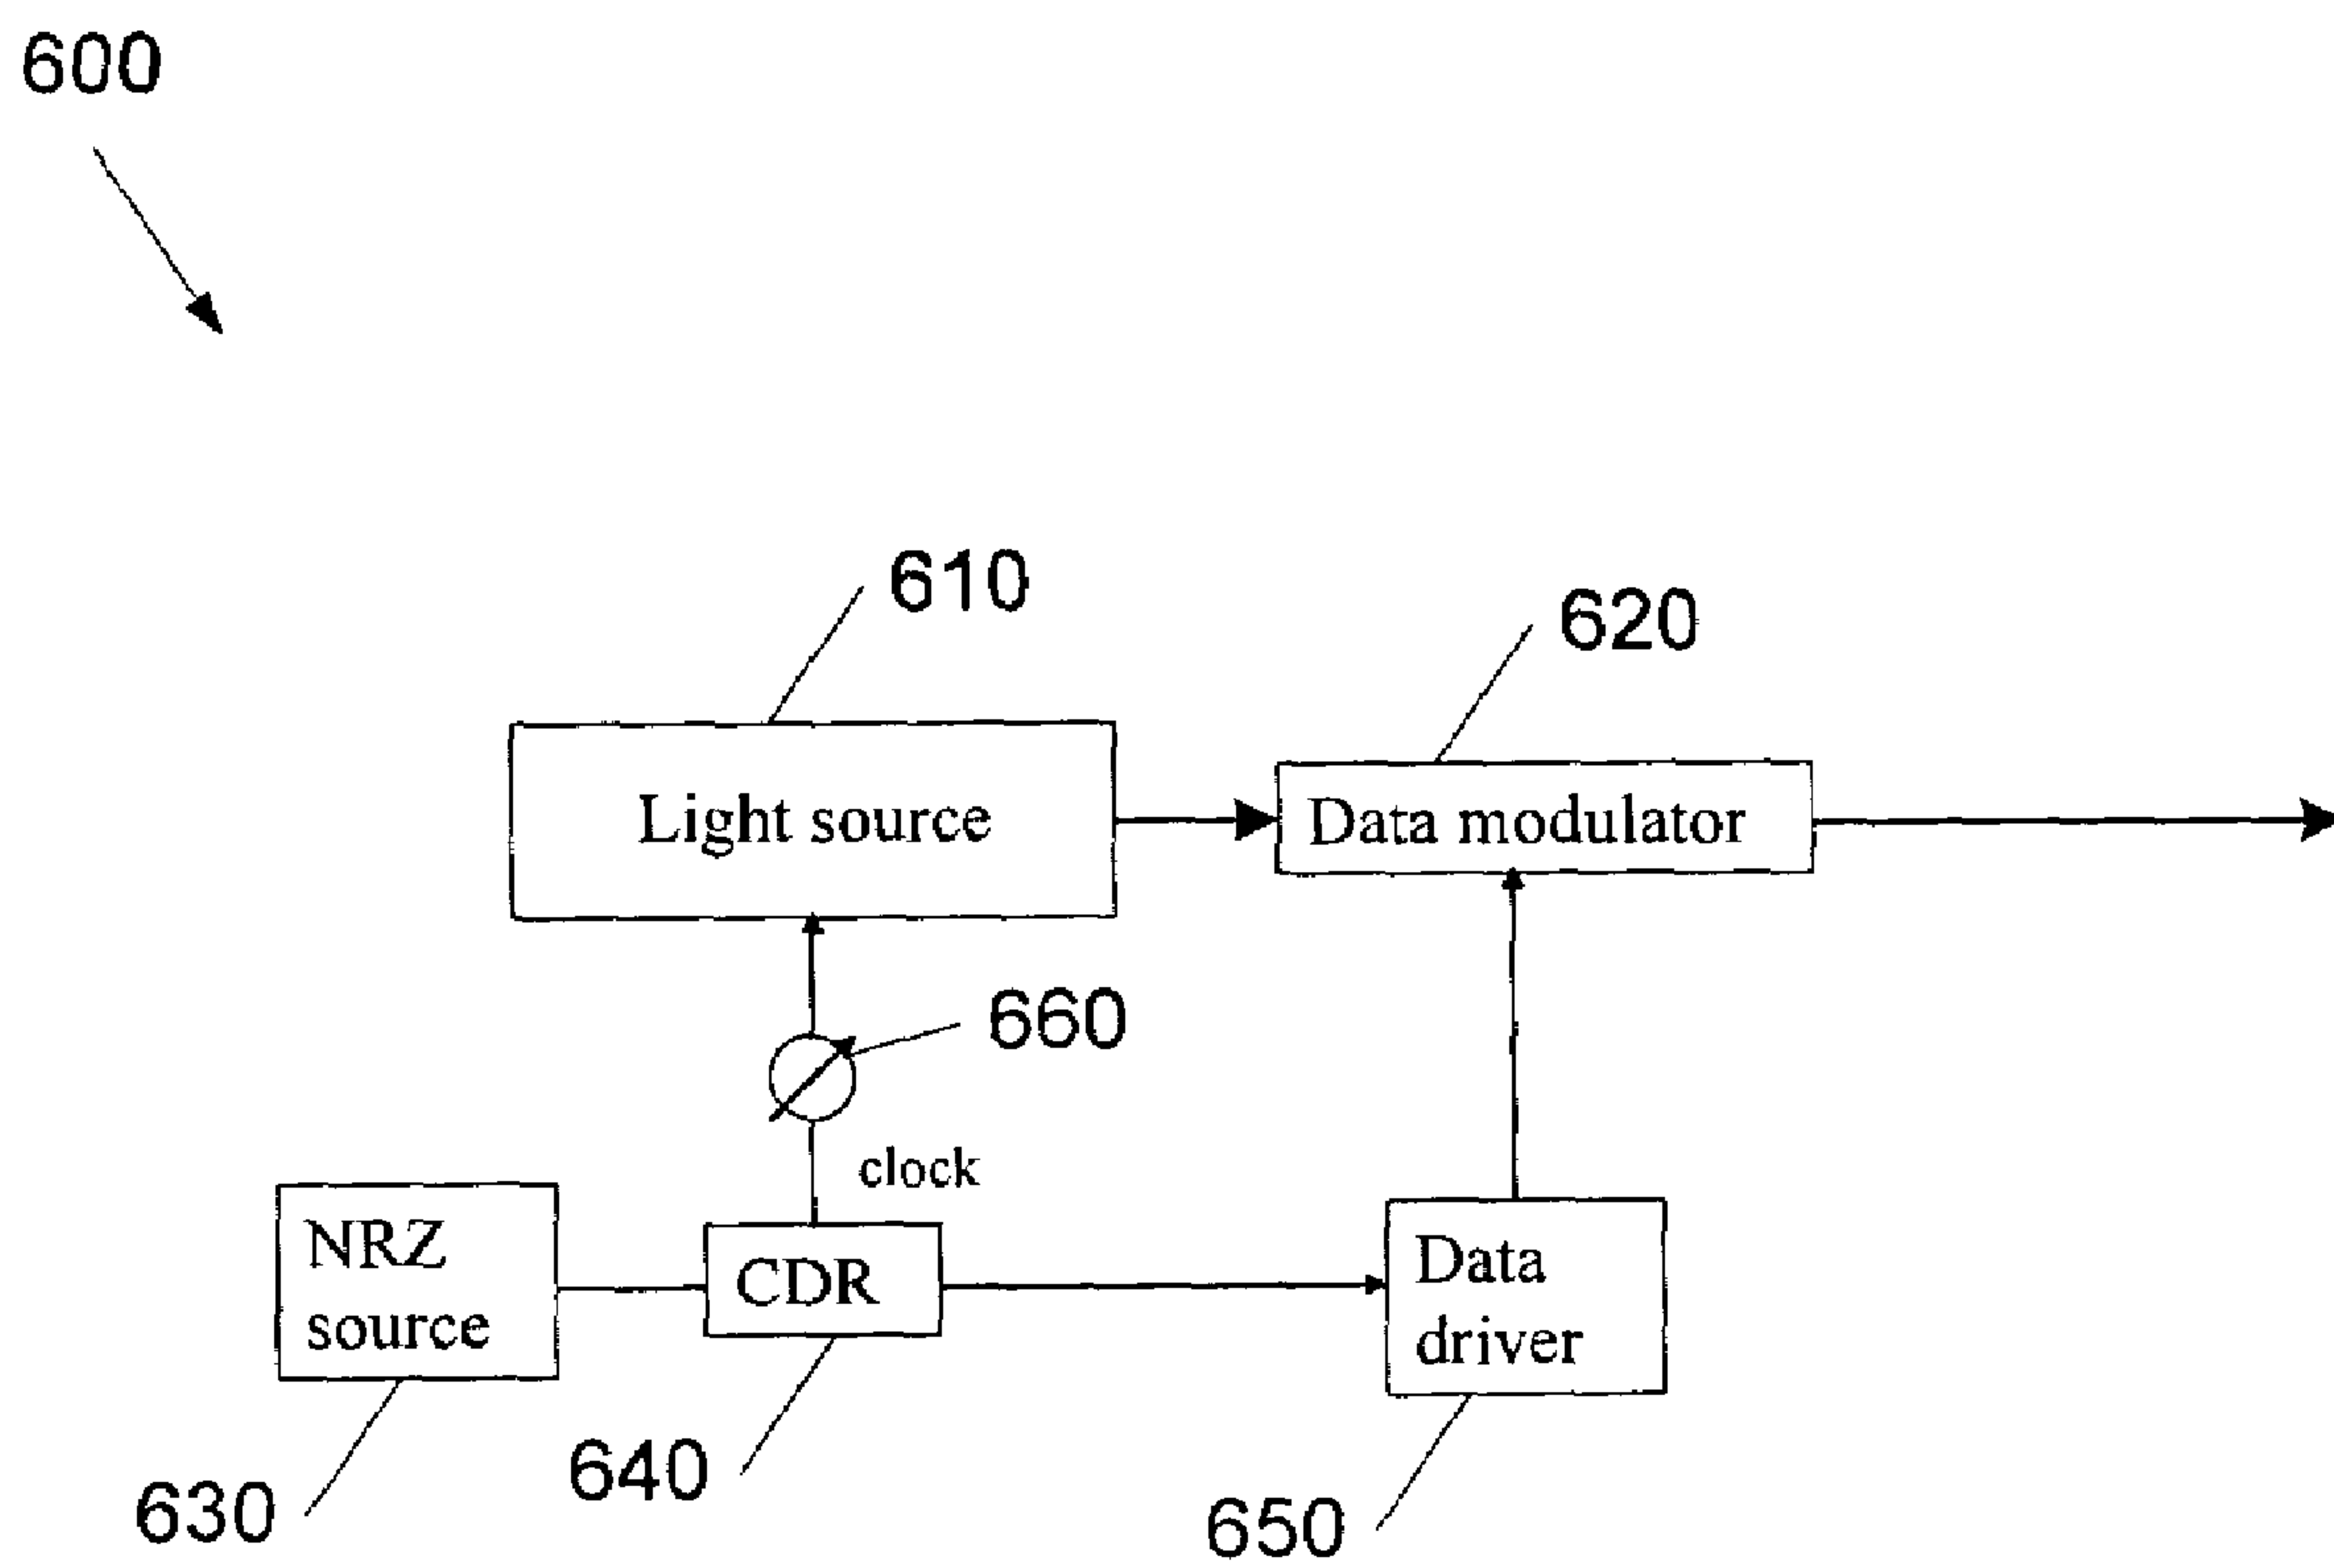 600
610
620
Light source
Data modulator
660
clock
NRZ
source
CDR
Data
driver
640
630
650